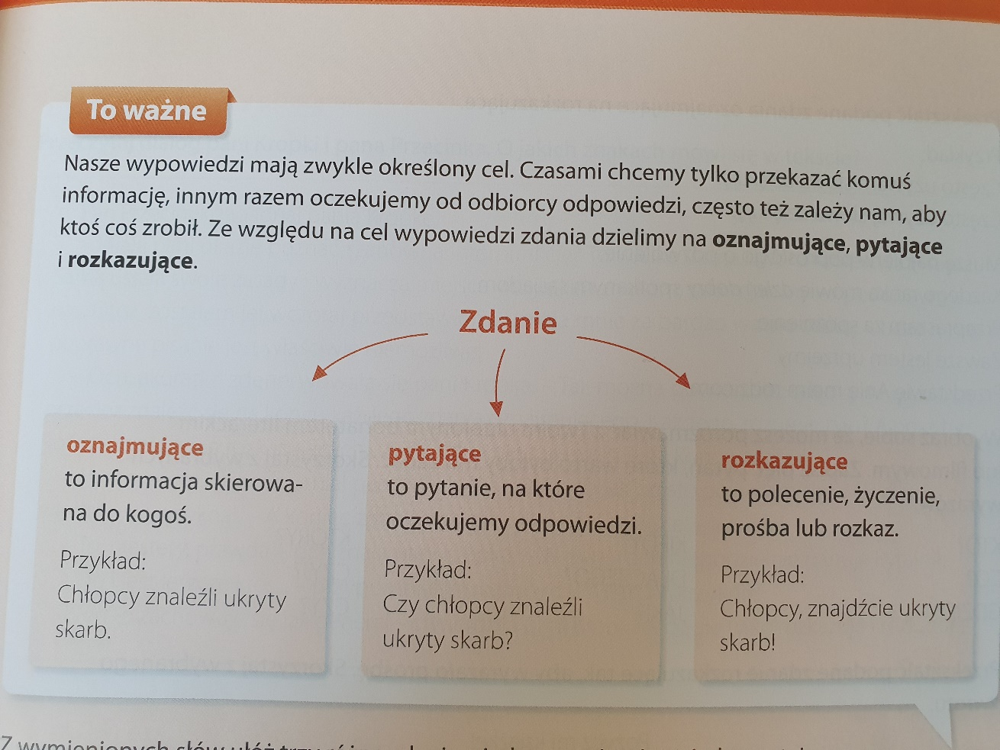 To ważne
Nasze wypowiedzi mają zwykle określony cel. Czasami chcemy tylko przekazać komuś
informację, innym razem oczekujemy od odbiorcy odpowiedzi, często też zależy nam, aby
ktoś coś zrobił. Ze względu na cel wypowiedzi zdania dzielimy na oznajmujące, pytające
i rozkazujące.
Zdanie
oznajmujące
to informacja skierowa-
na do kogoś.
Przykład:
Chłopcy znaleźli ukryty
skarb.
pytające
to pytanie, na które
oczekujemy odpowiedzi.
Przykład:
Czy chłopcy znaleźli
ukryty skarb?
rozkazujące
to polecenie, życzenie,
prośba lub rozkaz.
Przykład:
Chłopcy, znajdźcie ukryty
skarb!
Z wymienionych słów ułóż trzy